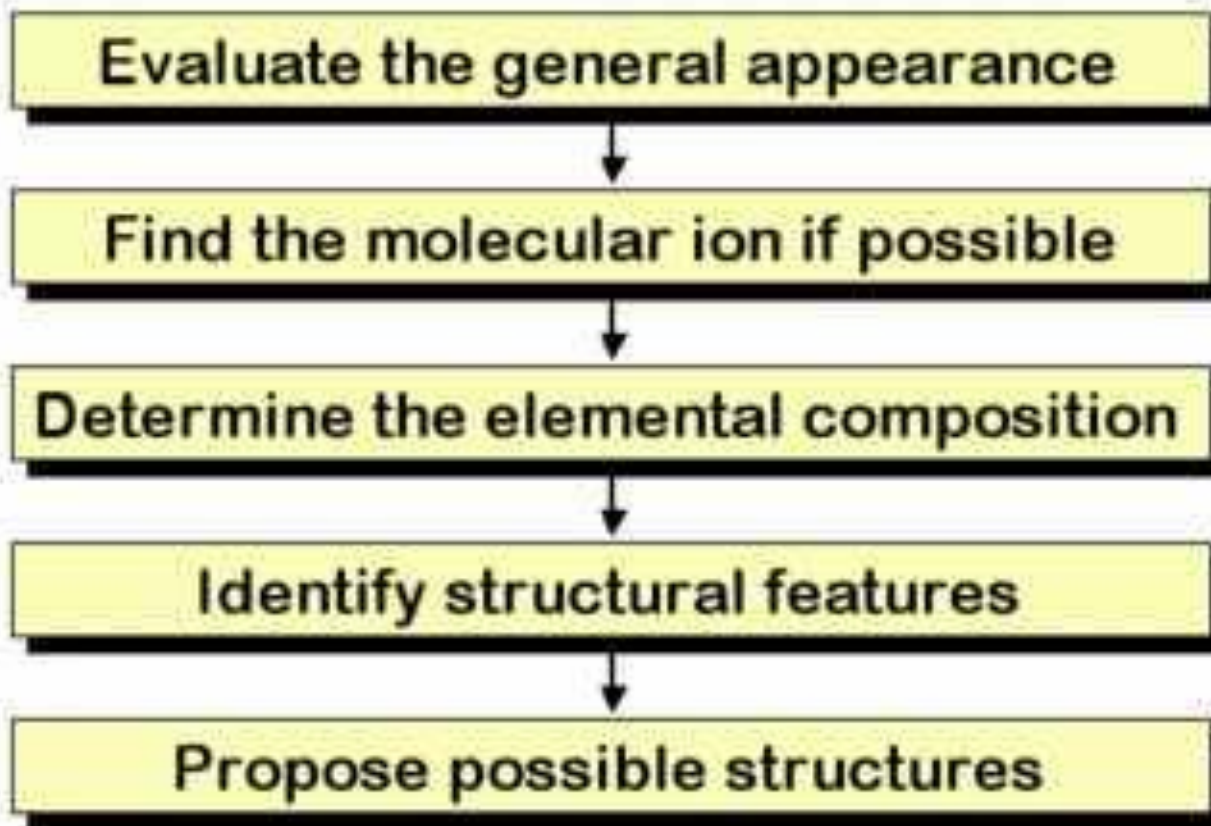 Evaluate the general appearance
Find the molecular ion if possible
Determine the elemental composition
Identify structural features
Propose possible structures